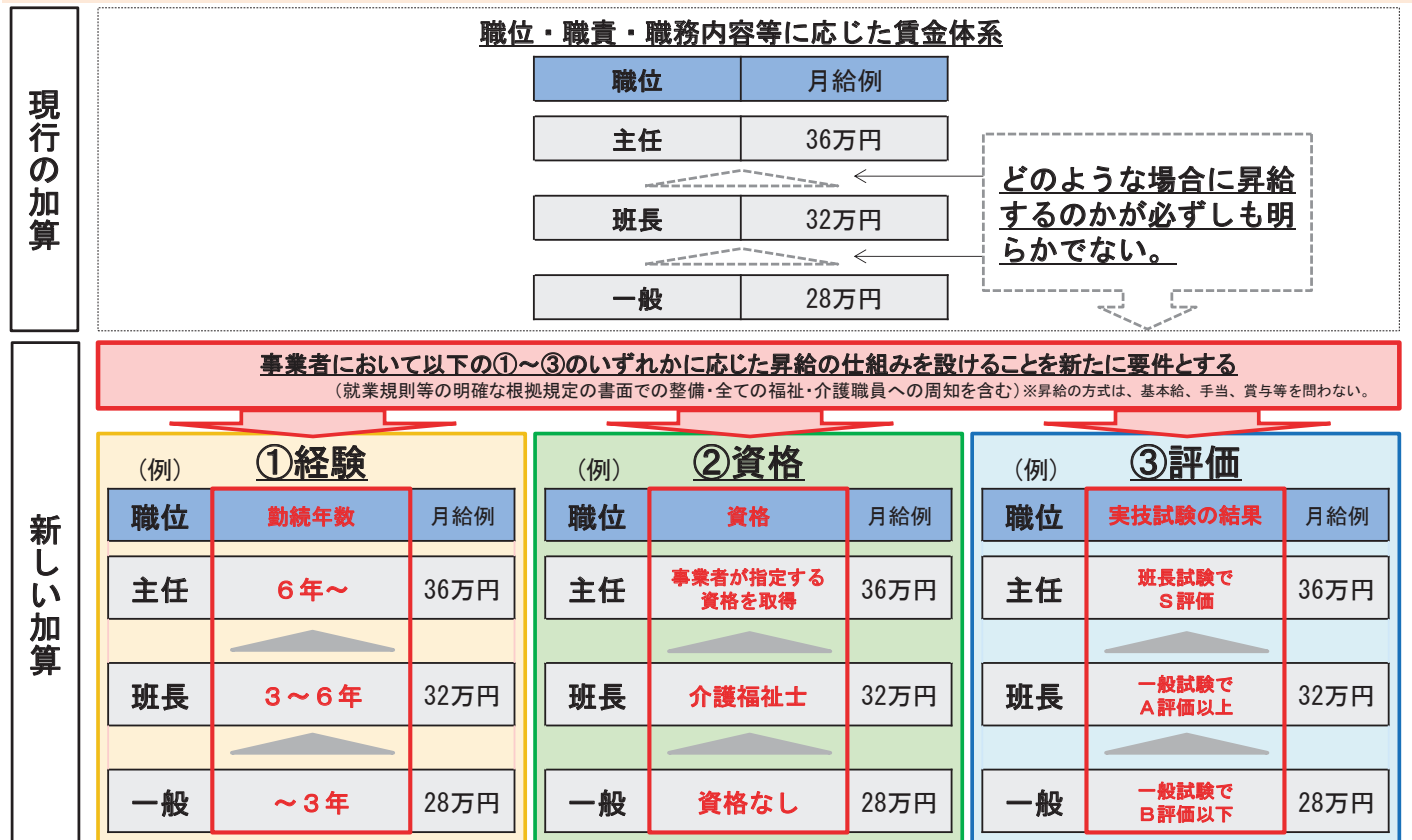 現行の加算
職位・職責・職務内容等に応じた賃金体系
職位 月給例
主任 36万円
班長 32万円
一般 28万円
どのような場合に昇給
するのかが必ずしも明
らかでない。
新しい加算
事業者において以下の①～③のいずれかに応じた昇給の仕組みを設けることを新たに要件とする
（就業規則等の明確な根拠規定の書面での整備・全ての福祉・介護職員への周知を含む）※昇給の方式は、基本給、手当、賞与等を問わない。
（例） ①経験
職位 勤続年数 月給例
主任 ６年～ 36万円
班長 ３～６年 32万円
一般 ～３年 28万円
（例） ②資格
職位 資格 月給例
主任 事業者が指定する
資格を取得 36万円
班長 介護福祉士 32万円
一般 資格なし 28万円
（例） ③評価
職位 実技試験の結果 月給例
主任 班長試験で
Ｓ評価 36万円
班長 一般試験で
Ａ評価以上 32万円
一般 一般試験で
Ｂ評価以下 28万円